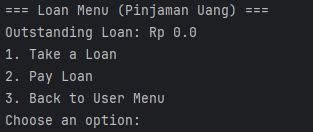 === Loan Menu (Pinjaman Uang) ===
Outstanding Loan: Rp 0.0
1. Take a Loan
2. Pay Loan
3. Back to User Menu
Choose an option: